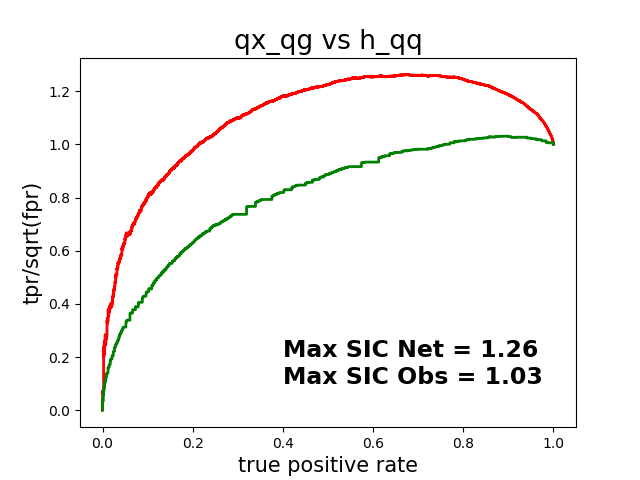 qx_qg vs h_qq
tpr/sqrt(fpr)
1.2
1.0
0.8
0.6
0.4
0.2
0.0
Max SIC Net = 1.26
Max SIC Obs = 1.03
0.0 0.2 0.4 0.6 0.8 1.0
true positive rate